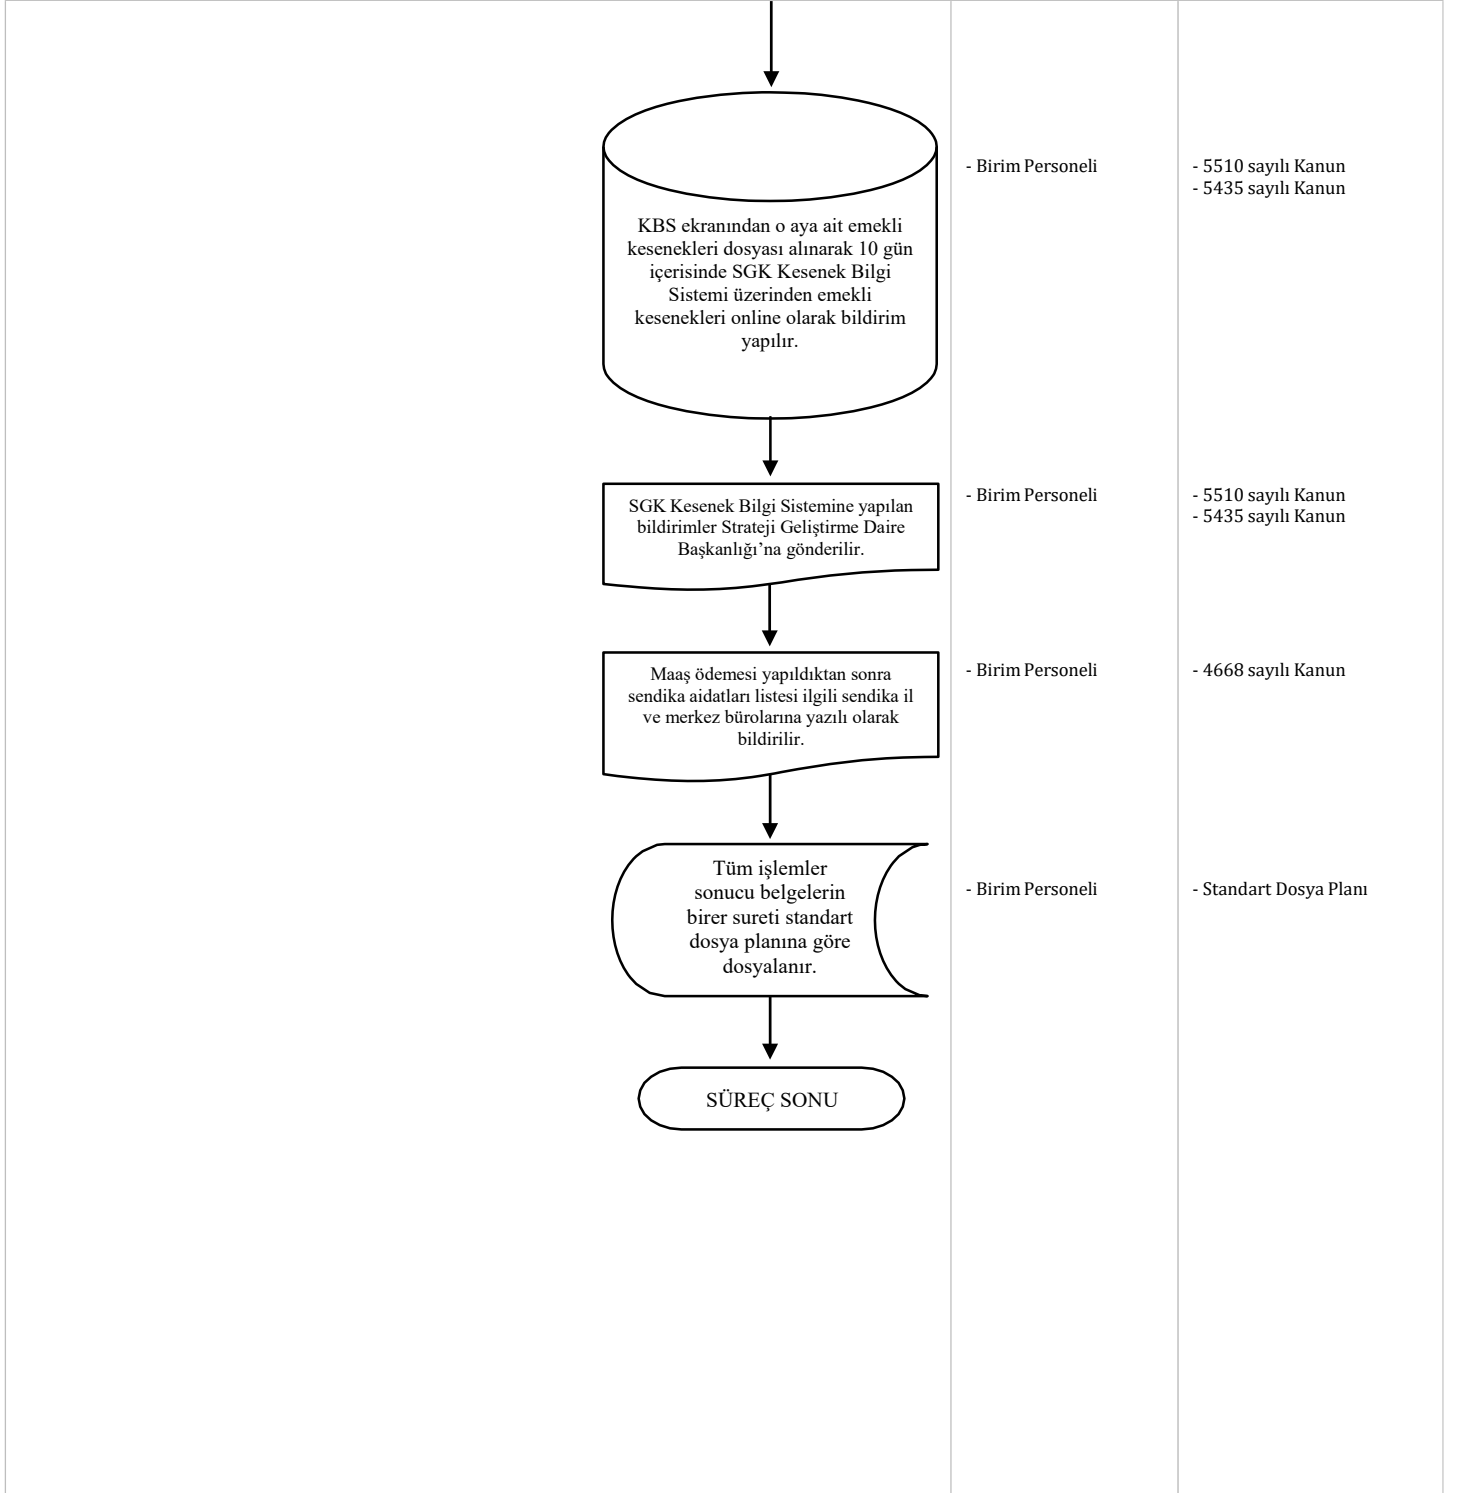 - Birim Personeli
- 5510 sayılı Kanun
- 5435 sayılı Kanun
KBS ekranından o aya ait emekli
kesenekleri dosyası alınarak 10 gün
içerisinde SGK Kesenek Bilgi
Sistemi üzerinden emekli
kesenekleri online olarak bildirim
yapılır.
SGK Kesenek Bilgi Sistemine yapılan
bildirimler Strateji Geliştirme Daire
Başkanlığı’na gönderilir.
- Birim Personeli
- 5510 sayılı Kanun
- 5435 sayılı Kanun
Maaş ödemesi yapıldıktan sonra
sendika aidatları listesi ilgili sendika il
ve merkez bürolarına yazılı olarak
bildirilir.
- Birim Personeli
- 4668 sayılı Kanun
Tüm işlemler
sonucu belgelerin
birer sureti standart
dosya planına göre
dosyalanır.
- Birim Personeli
- Standart Dosya Planı
SÜREÇ SONU